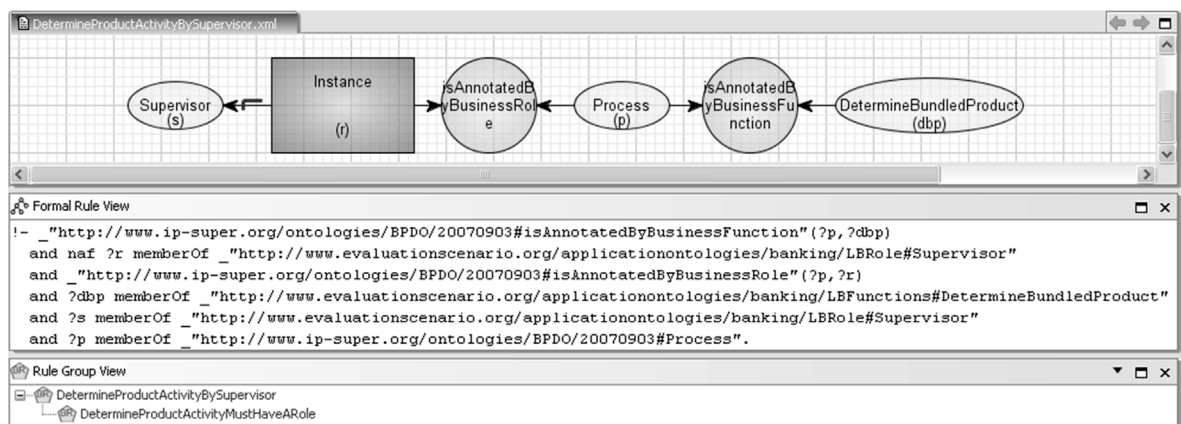 DetermineProductActivityBySupervisor.xml
Supervisor
(s)
Instance
(r)
isAnnotatedB
yBusinessRol
e
Process
(p)
isAnnotatedB
yBusinessFu
nction
DetermineBundledProduct
(dbp)
Formal Rule View
!- _"http://www.ip-super.org/ontologies/BPDO/20070903#isAnnotatedByBusinessFunction"(?p,?dbp)
and naf ?r memberOf _"http://www.evaluationscenario.org/applicationontologies/banking/LBRole#Supervisor"
and _"http://www.ip-super.org/ontologies/BPDO/20070903#isAnnotatedByBusinessRole"(?p,?r)
and ?dbp memberOf _"http://www.evaluationscenario.org/applicationontologies/banking/LBFunctions#DetermineBundledProduct"
and ?s memberOf _"http://www.evaluationscenario.org/applicationontologies/banking/LBRole#Supervisor"
and ?p memberOf _"http://www.ip-super.org/ontologies/BPDO/20070903#Process".
Rule Group View
DetermineProductActivityBySupervisor
DetermineProductActivityMustHaveARole